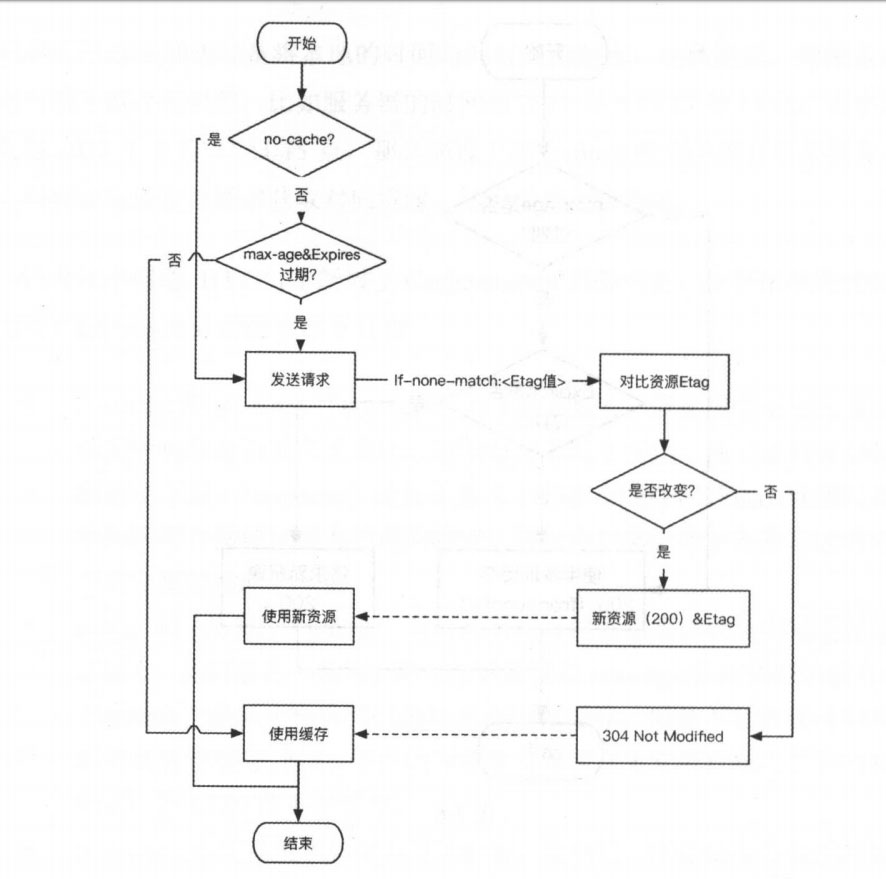 开始
是
no-cache?
否
否
max-age&Expires
过期?
是
发送请求
If-none-match:<Etag值>
对比资源Etag
是否改变?
否
是
使用新资源
新资源（200）&Etag
使用缓存
304 Not Modified
结束